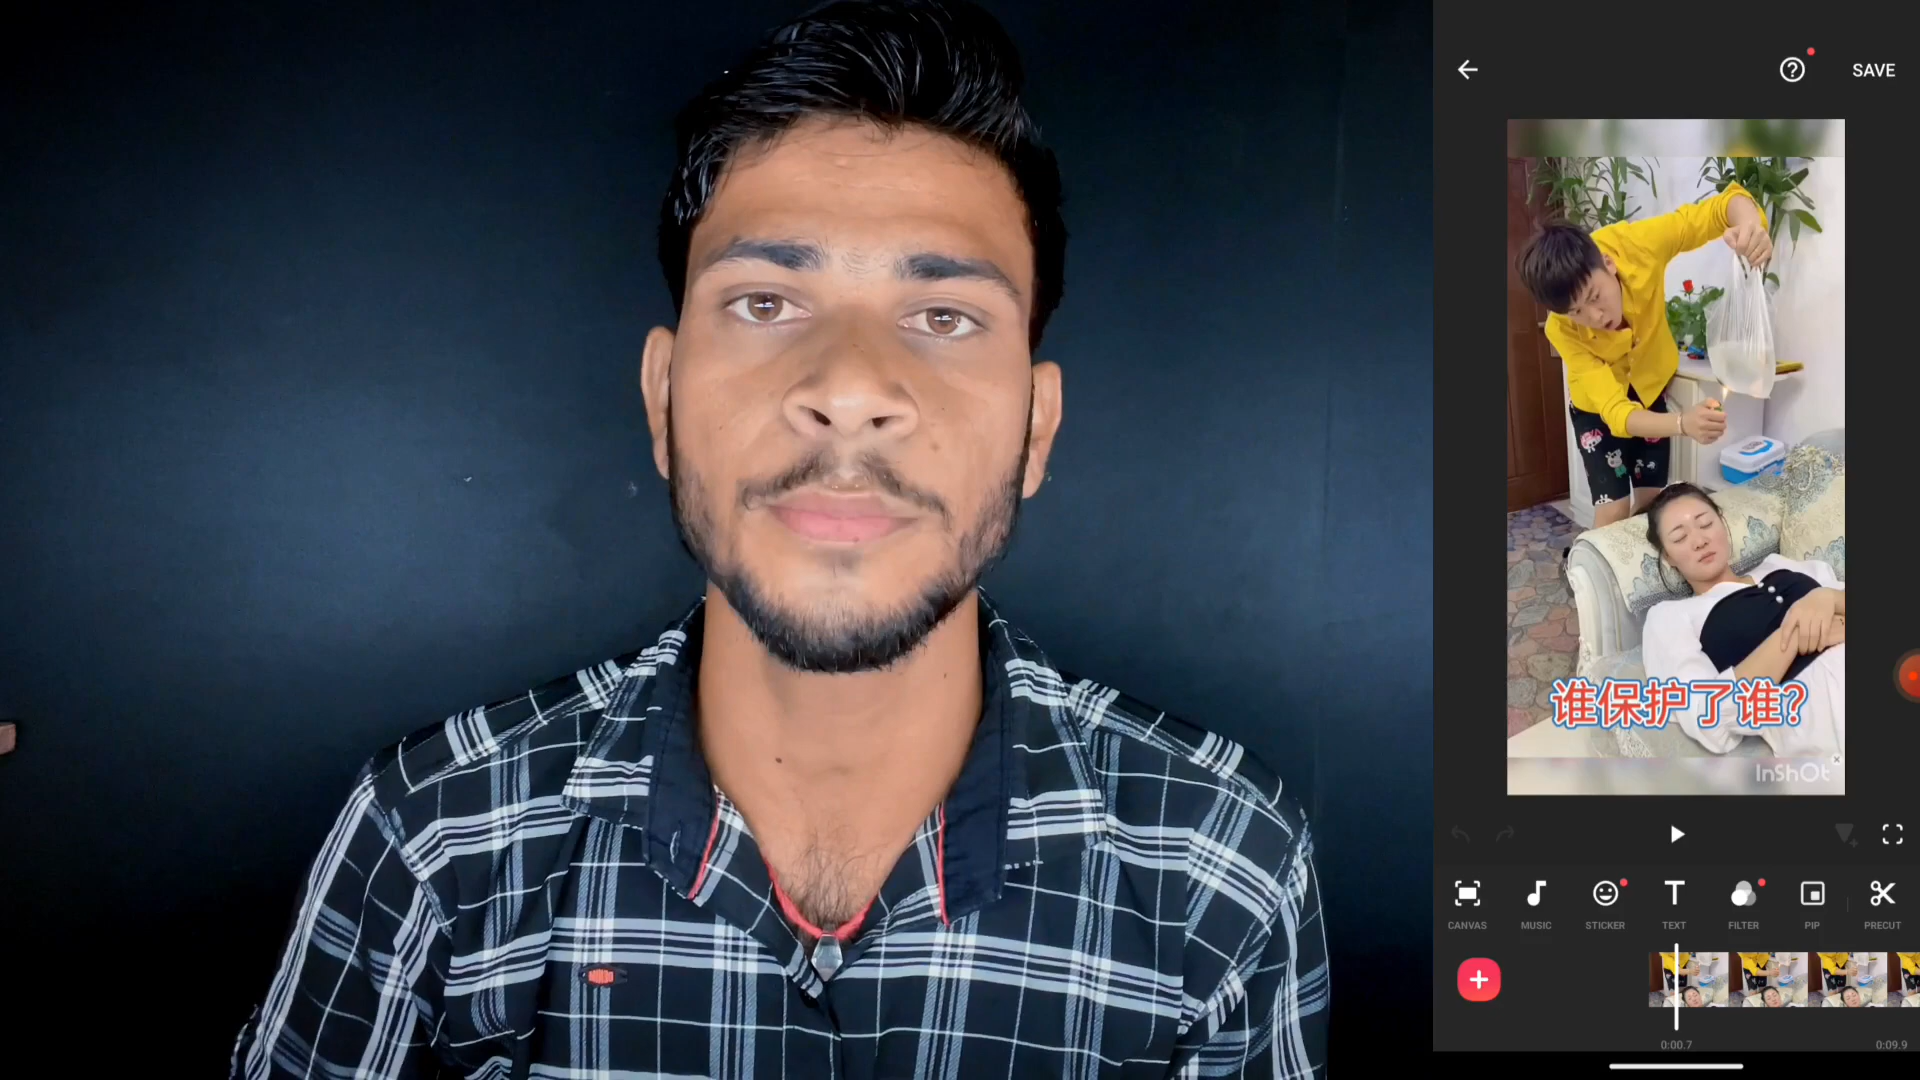 SAVE
谁保护了谁?
InShOt
CANVAS
MUSIC
STICKER
TEXT
FILTER
PIP
PRECUT
0:00.7
0:09.9